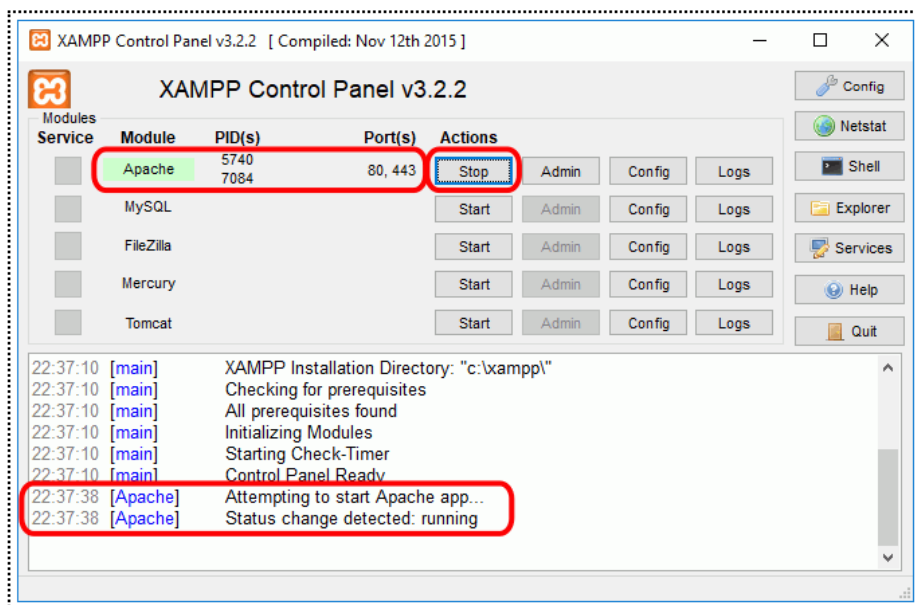 XAMPP Control Panel v3.2.2 [ Compiled: Nov 12th 2015 ]
XAMPP Control Panel v3.2.2
Config
Modules
Netstat
Service Module PID(s) Port(s) Actions
Apache 5740 7084 80, 443 Stop Admin Config Logs
Shell
MySQL Start Admin Config Logs
Explorer
FileZilla Start Admin Config Logs
Services
Mercury Start Admin Config Logs
Help
Tomcat Start Admin Config Logs
Quit
22:37:10 [main] XAMPP Installation Directory: "c:\xampp\"
22:37:10 [main] Checking for prerequisites
22:37:10 [main] All prerequisites found
22:37:10 [main] Initializing Modules
22:37:10 [main] Starting Check-Timer
22:37:10 [main] Control Panel Ready
22:37:38 [Apache] Attempting to start Apache app...
22:37:38 [Apache] Status change detected: running